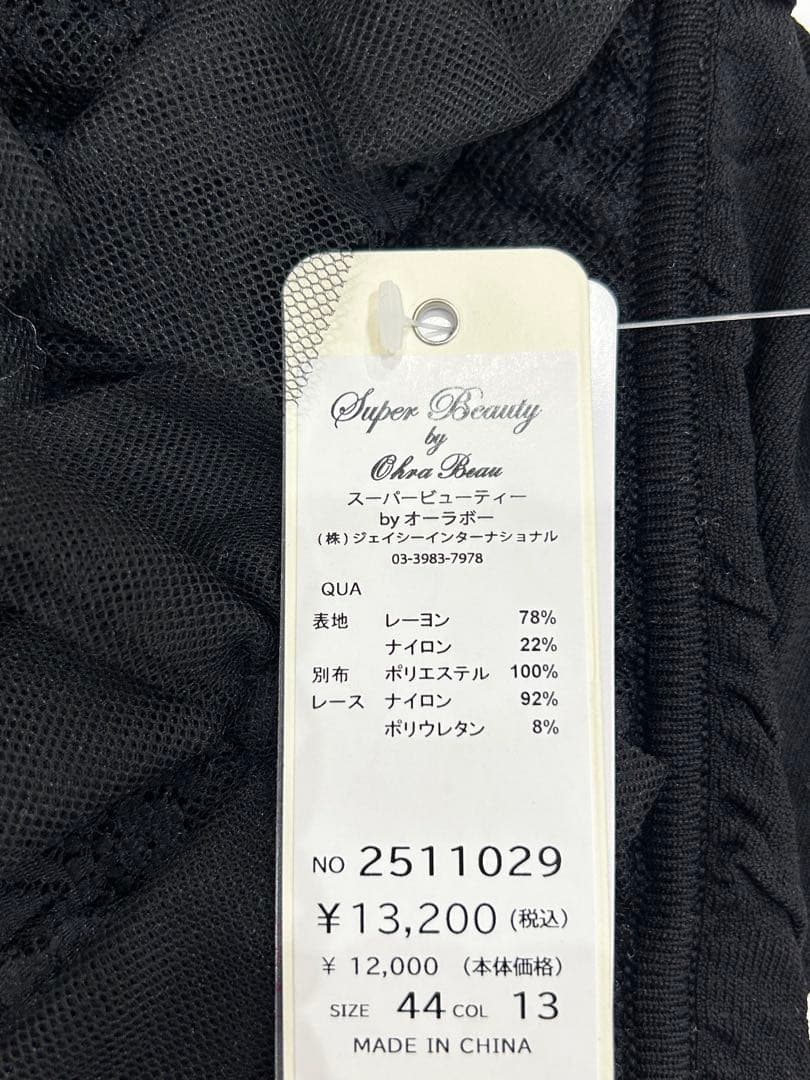 Super Beauty
by
Ohra Beau
スーパービューティー
by オーラボー
(株)ジェイシーインターナショナル
03-3983-7978
QUA
表地 レーヨン 78%
ナイロン 22%
別布 ポリエステル 100%
レース ナイロン 92%
ポリウレタン 8%
NO 2511029
¥13,200 (税込)
¥ 12,000 (本体価格)
SIZE 44 COL 13
MADE IN CHINA